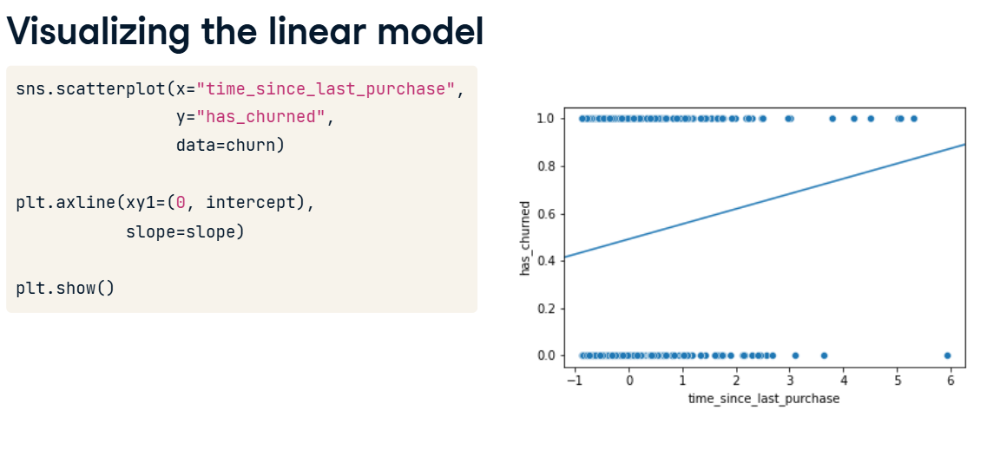 Visualizing the linear model
sns.scatterplot(x="time_since_last_purchase",
y="has_churned",
data=churn)
plt.axline(xy1=(0, intercept),
slope=slope)
plt.show()
1.0
0.8
0.6
0.4
0.2
0.0
has_churned
−1 0 1 2 3 4 5 6
time_since_last_purchase